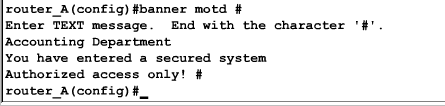 router_A(config)#banner motd #
Enter TEXT message.  End with the character '#'.
Accounting Department
You have entered a secured system
Authorized access only! #
router_A(config)#_